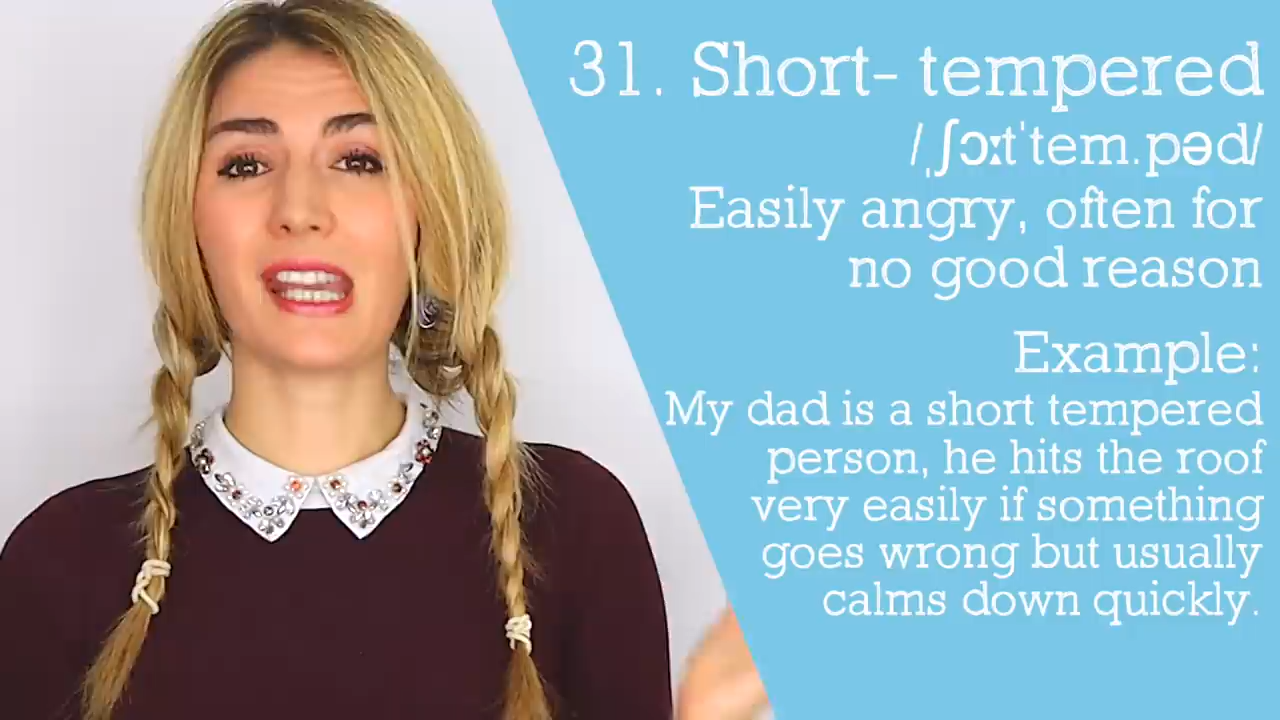 31. Short- tempered
/ˌʃɔːtˈtem.pəd/
Easily angry, often for
no good reason
Example:
My dad is a short tempered
person, he hits the roof
very easily if something
goes wrong but usually
calms down quickly.